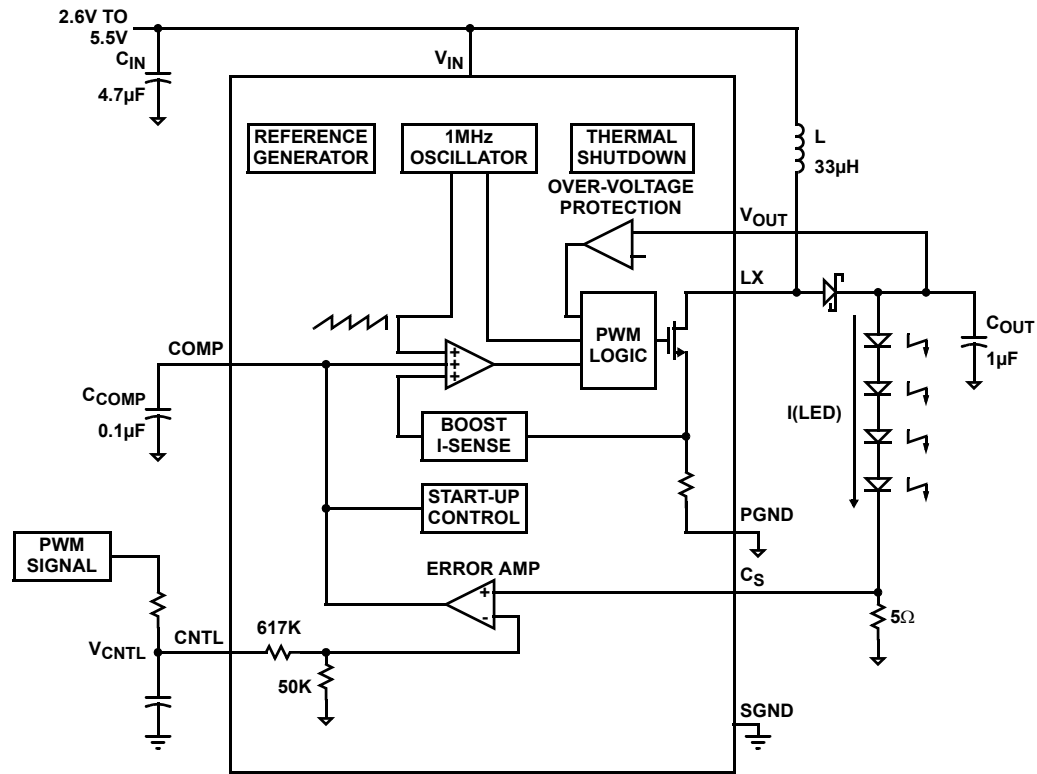 2.6V TO
5.5V
CIN
4.7µF
VIN
REFERENCE
GENERATOR
1MHz
OSCILLATOR
THERMAL
SHUTDOWN
OVER-VOLTAGE
PROTECTION
L
33µH
VOUT
LX
PWM
LOGIC
COUT
1µF
COMP
+
+
+
CCOMP
0.1µF
BOOST
I-SENSE
I(LED)
START-UP
CONTROL
PGND
PWM
SIGNAL
ERROR AMP
CS
+
-
5Ω
VCNTL
CNTL
617K
50K
SGND